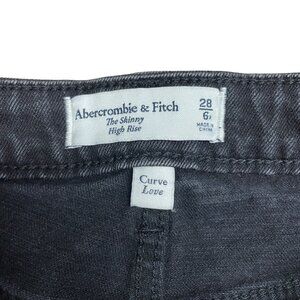 Abercrombie & Fitch
The Skinny
High Rise
28
6
MADE IN
CHINA
Curve
Love